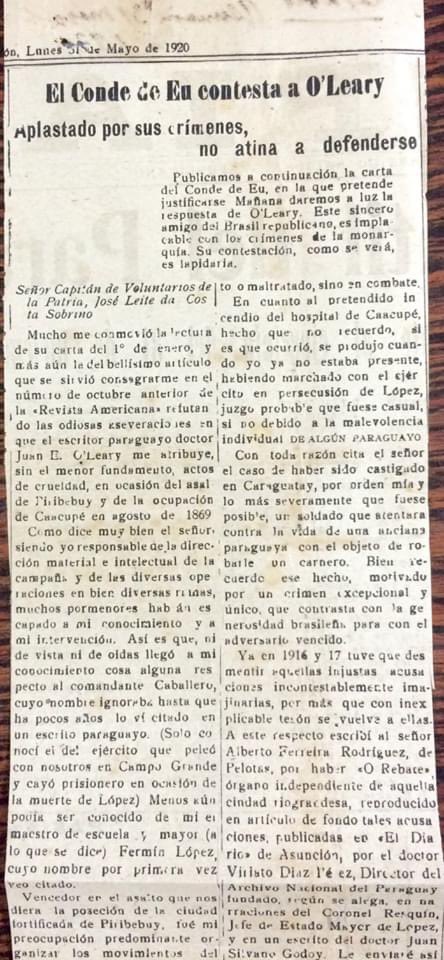 ón, Lunes 31 de Mayo de 1920
El Conde de Eu contesta a O'Leary
Aplastado por sus crímenes,
no atina a defenderse
Publicamos a continuación la carta
del Conde de Eu, en la que pretende
justificarse Mañana daremos a luz la
respuesta de O'Leary. Este sincero
amigo del Brasil republicano, es impla-
cable con los crímenes de la monar-
quía. Su contestación, como se verá,
es lapidaria.
Señor Capitán de Voluntarios de
la Patria, José Leite da Cos
ta Sobrino
Mucho me conmovió la lectura
de su carta del 1° de enero, y
más aún la del bellísimo artículo
que se sirvió consagrarme en el
número de octubre anterior de
la «Revista Americana» refutan
do las odiosas aseveraciones en
que el escritor paraguayo doctor
Juan E. O'Leary me atribuye,
sin el menor fundamento, actos
de crueldad, en ocasión del asal
to de Piribebuy y de la ocupación
de Caacupé en agosto de 1869
Como dice muy bien el señor,
siendo yo responsable de la direc
ción material e intelectual de la
campaña y de las diversas ope
raciones en bien diversas zonas,
muchos pormenores habían es
capado a mi conocimiento y a
mi intervención. Así es que, ni
de vista ni de oidas llegó a mi
conocimiento cosa alguna res
pecto al comandante Caballero,
cuyo nombre ignoraba hasta que
ha pocos años lo ví citado en
un escrito paraguayo. (Solo co
nocí el del ejército que peleó
con nosotros en Campo Grande
y cayó prisionero en ocasión de
la muerte de López) Menos aún
podía ser conocido de mi el
maestro de escuela y mayor (a
lo que se dice) Fermín López,
cuyo nombre por primera vez
veo citado.
Vencedor en el asalto que nos
diera la poseción de la ciudad
fortificada de Piribebuy, fué mi
preocupación predominante or-
ganizar los movimientos del
to o maltratado, sino en combate.
En cuanto al pretendido in
cendio del hospital de Caacupé,
hecho que no recuerdo, si
es que ocurrió, se produjo cuan-
do yo ya no estaba presente,
habiendo marchado con el ejér
cito en persecusión de López,
juzgo probable que fuese casual,
si no debido a la malevolencia
individual DE ALGÚN PARAGUAYO
Con toda razón cita el señor
el caso de haber sido castigado
en Caraguatay, por orden mía y
lo más severamente que fuese
posible, un soldado que atentara
contra la vida de una anciana
paraguaya con el objeto de ro-
barle un carnero. Bien re-
cuerdo ese hecho, motivado
por un crimen excepcional y
único, que contrasta con la ge
nerosidad brasileña para con el
adversario vencido.
Ya en 1916 y 17 tuve que des
mentir aquellas injustas acusa
ciones incontestablemente ima-
jinarias, por más que con inex
plicable tesón se vuelve a ellas.
A este respecto escribí al señor
Alberto Ferreira Rodríguez, de
Pelotas, por haber «O Rebate»,
órgano independiente de aquella
ciudad riograndesa, reproducido
en artículo de fondo tales acusa
ciones, publicadas en «El Dia
rio» de Asunción, por el doctor
Viriato Diaz Director del
Archivo Nacional del Paraguay
fundado, según se alega, en na-
rraciones del Coronel Resquín,
Jefe de Estado Mayor de López,
y en un escrito del doctor Juan
Silvano Godoy. Le enviaré así